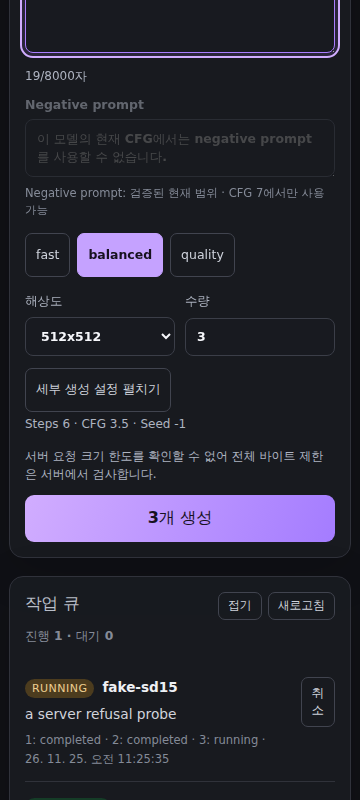 19/8000자
Negative prompt
이 모델의 현재 CFG에서는 negative prompt
를 사용할 수 없습니다.
Negative prompt: 검증된 현재 범위 · CFG 7에서만 사용
가능
fast balanced quality
해상도 수량
512x512 3
세부 생성 설정 펼치기
Steps 6 · CFG 3.5 · Seed -1
서버 요청 크기 한도를 확인할 수 없어 전체 바이트 제한
은 서버에서 검사합니다.
3개 생성
작업 큐 접기 새로고침
진행 1 · 대기 0
RUNNING fake-sd15 취
소
a server refusal probe
1: completed · 2: completed · 3: running ·
26. 11. 25. 오전 11:25:35